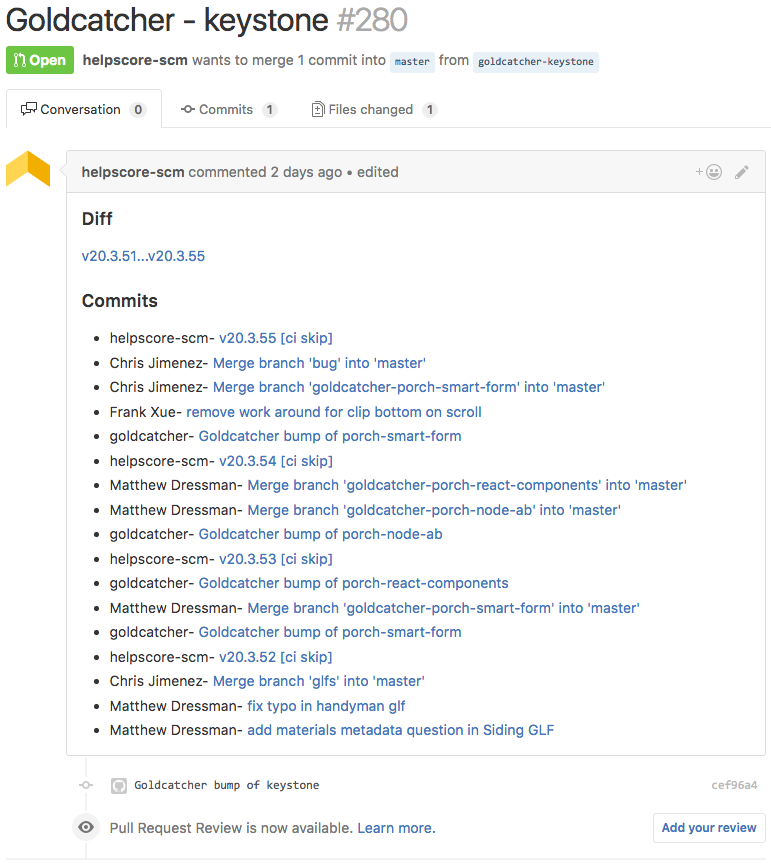 Goldcatcher - keystone #280
Open helpscore-scm wants to merge 1 commit into master from goldcatcher-keystone
Conversation 0 Commits 1 Files changed 1
helpscore-scm commented 2 days ago • edited
Diff
v20.3.51...v20.3.55
Commits
• helpscore-scm- v20.3.55 [ci skip]
• Chris Jimenez- Merge branch 'bug' into 'master'
• Chris Jimenez- Merge branch 'goldcatcher-porch-smart-form' into 'master'
• Frank Xue- remove work around for clip bottom on scroll
• goldcatcher- Goldcatcher bump of porch-smart-form
• helpscore-scm- v20.3.54 [ci skip]
• Matthew Dressman- Merge branch 'goldcatcher-porch-react-components' into 'master'
• Matthew Dressman- Merge branch 'goldcatcher-porch-node-ab' into 'master'
• goldcatcher- Goldcatcher bump of porch-node-ab
• helpscore-scm- v20.3.53 [ci skip]
• goldcatcher- Goldcatcher bump of porch-react-components
• Matthew Dressman- Merge branch 'goldcatcher-porch-smart-form' into 'master'
• goldcatcher- Goldcatcher bump of porch-smart-form
• helpscore-scm- v20.3.52 [ci skip]
• Chris Jimenez- Merge branch 'glfs' into 'master'
• Matthew Dressman- fix typo in handyman glf
• Matthew Dressman- add materials metadata question in Siding GLF
Goldcatcher bump of keystone cef96a4
Pull Request Review is now available. Learn more. Add your review